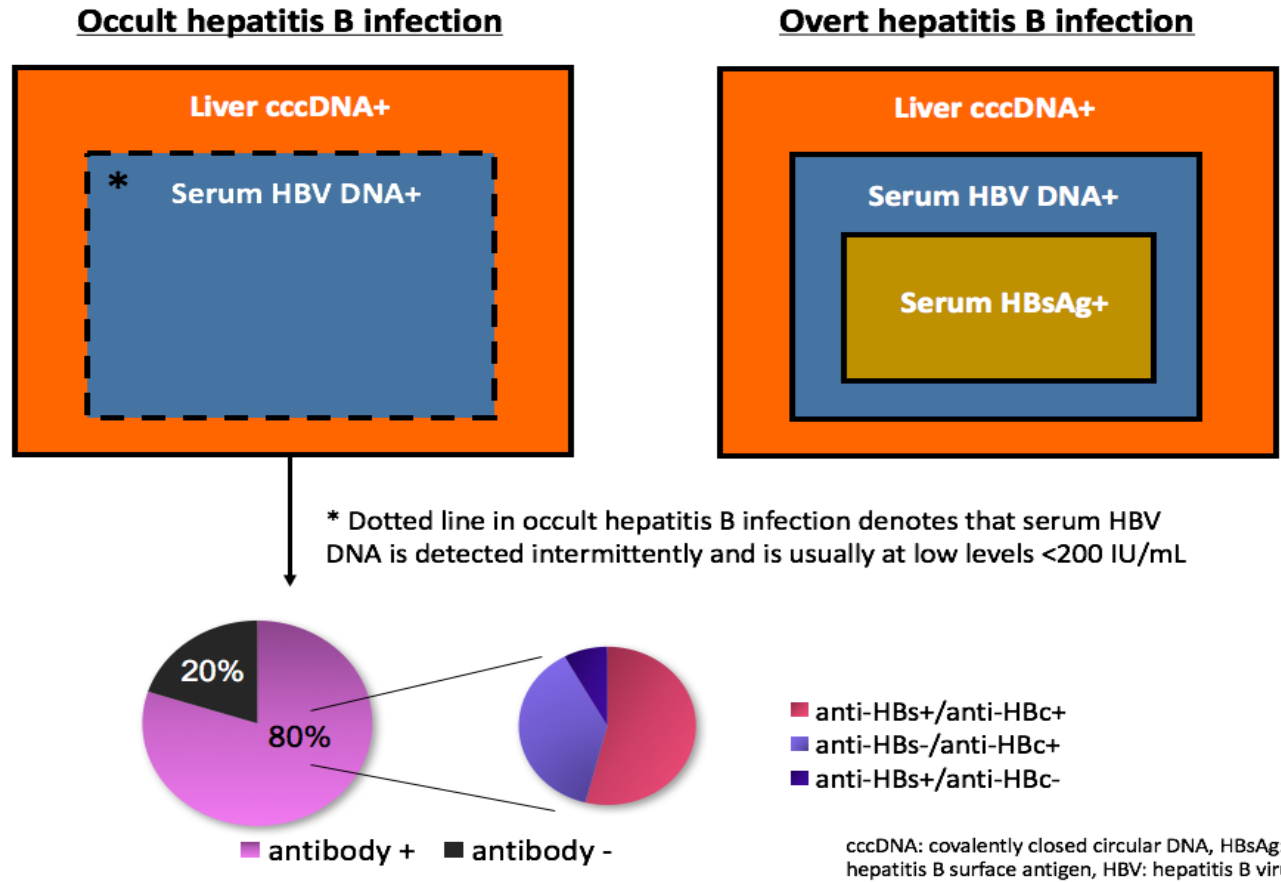 Occult hepatitis B infection
Overt hepatitis B infection
Liver cccDNA+
Liver cccDNA+
*
Serum HBV DNA+
Serum HBV DNA+
Serum HBsAg+
* Dotted line in occult hepatitis B infection denotes that serum HBV
DNA is detected intermittently and is usually at low levels <200 IU/mL
20%
80%
anti-HBs+/anti-HBc+
anti-HBs-/anti-HBc+
anti-HBs+/anti-HBc-
antibody +
antibody -
cccDNA: covalently closed circular DNA, HBsAg:
hepatitis B surface antigen, HBV: hepatitis B